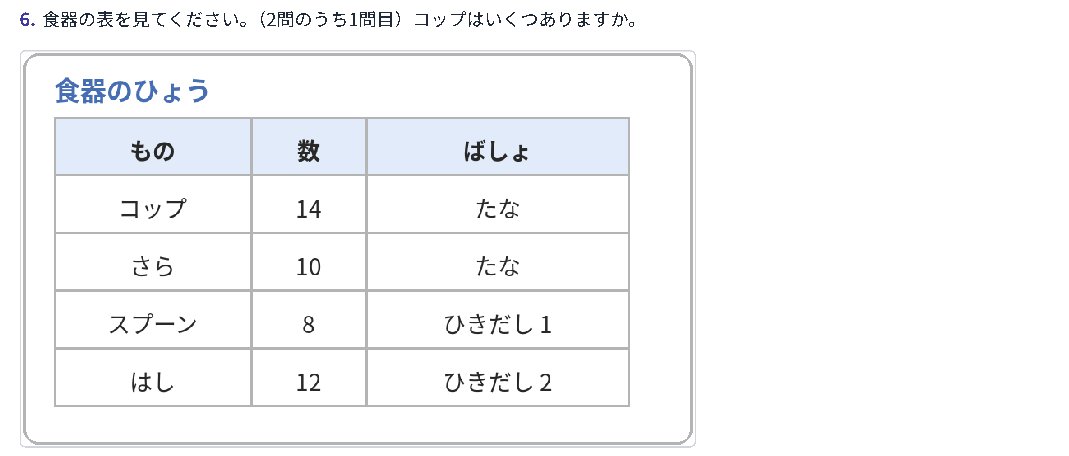 6. 食器の表を見てください。（2問のうち1問目）コップはいくつありますか。
食器のひょう
もの 数 ばしょ
コップ 14 たな
さら 10 たな
スプーン 8 ひきだし 1
はし 12 ひきだし 2